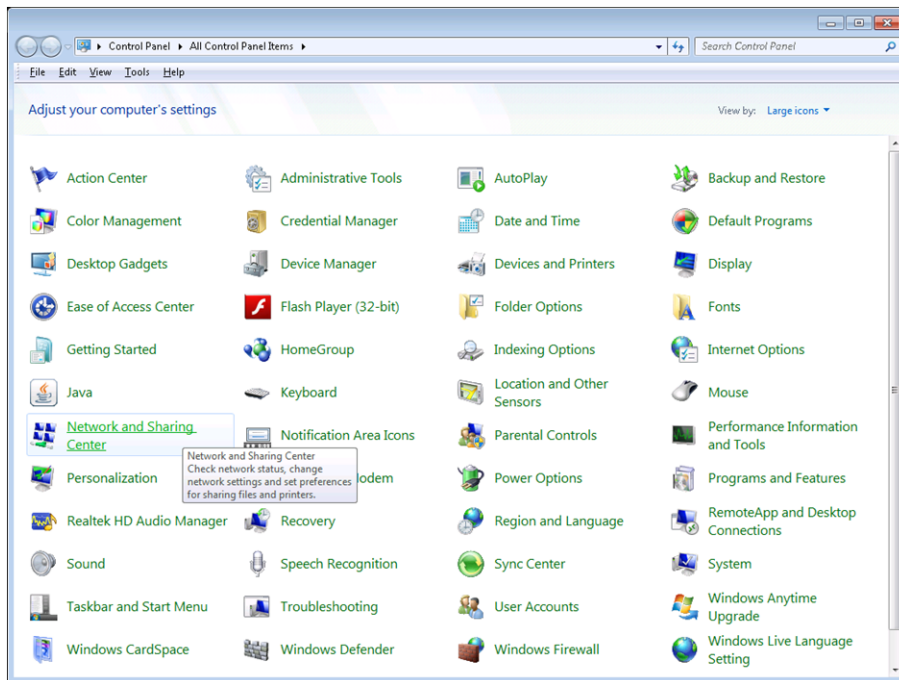 Control Panel ▸ All Control Panel Items ▸
Search Control Panel
File Edit View Tools Help
Adjust your computer's settings
View by: Large icons
Action Center
Administrative Tools
AutoPlay
Backup and Restore
Color Management
Credential Manager
Date and Time
Default Programs
Desktop Gadgets
Device Manager
Devices and Printers
Display
Ease of Access Center
Flash Player (32-bit)
Folder Options
Fonts
Getting Started
HomeGroup
Indexing Options
Internet Options
Java
Keyboard
Location and Other
Sensors
Mouse
Network and Sharing
Center
Notification Area Icons
Parental Controls
Performance Information
and Tools
Network and Sharing Center
Check network status, change
network settings and set preferences
for sharing files and printers.
Personalization
Power Options
Programs and Features
Realtek HD Audio Manager
Recovery
Region and Language
RemoteApp and Desktop
Connections
Sound
Speech Recognition
Sync Center
System
Taskbar and Start Menu
Troubleshooting
User Accounts
Windows Anytime
Upgrade
Windows CardSpace
Windows Defender
Windows Firewall
Windows Live Language
Setting